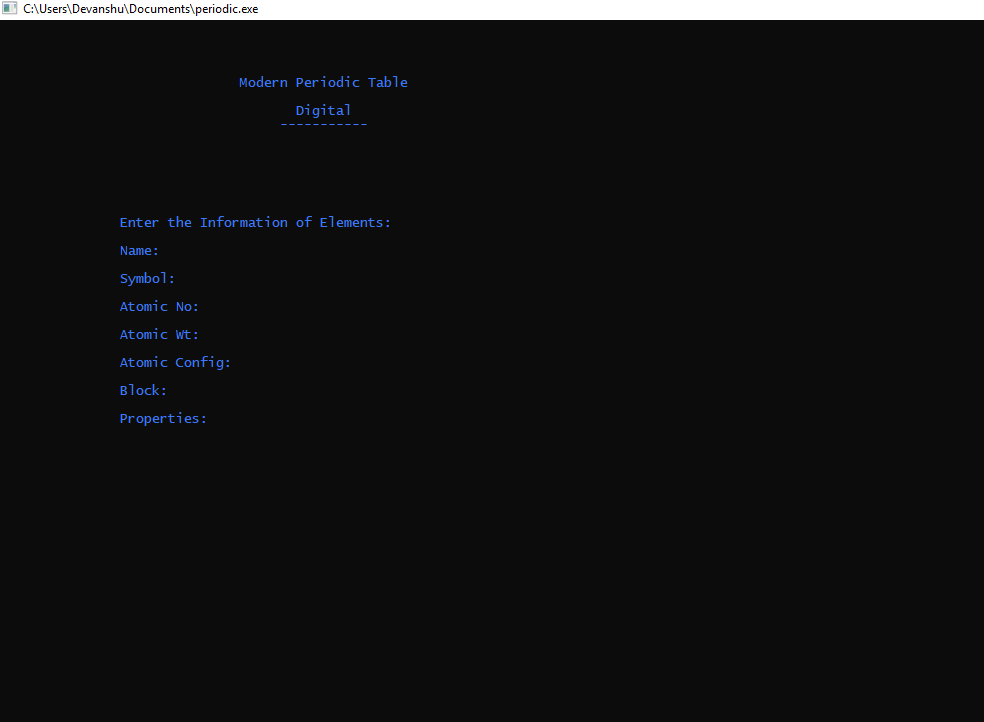 C:\Users\Devanshu\Documents\periodic.exe
Modern Periodic Table
Digital
-----------
Enter the Information of Elements:
Name:
Symbol:
Atomic No:
Atomic Wt:
Atomic Config:
Block:
Properties: